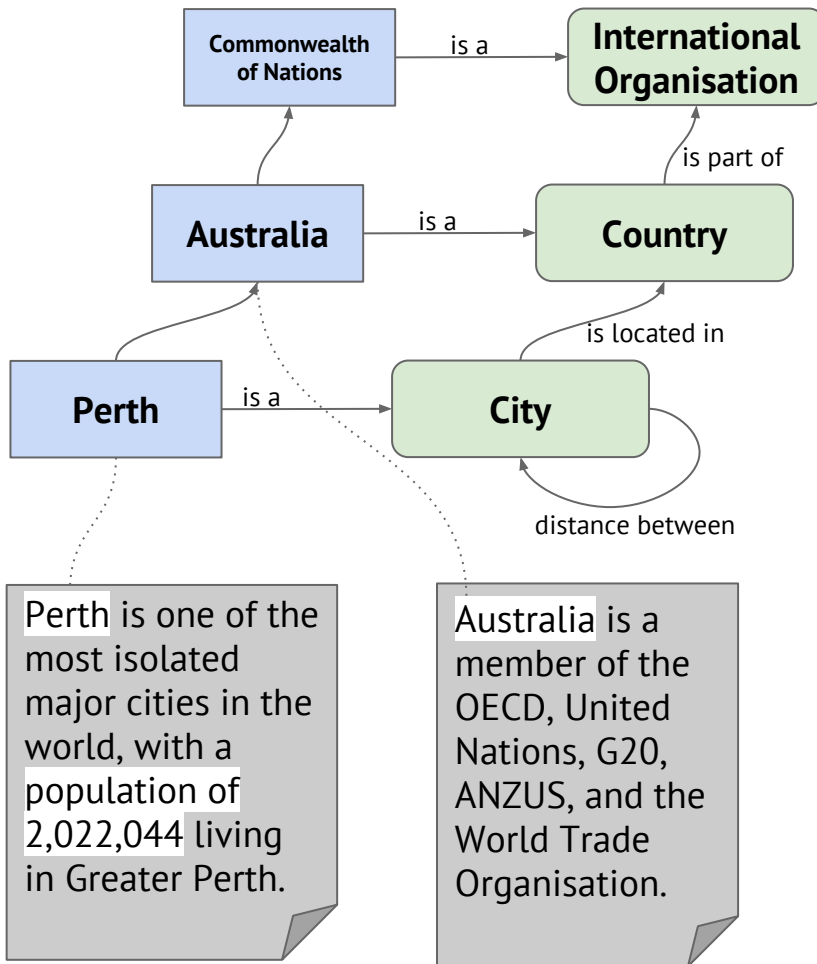 Commonwealth
of Nations
is a
International
Organisation
is part of
Australia
is a
Country
is located in
Perth
is a
City
distance between
Perth is one of the
most isolated
major cities in the
world, with a
population of
2,022,044 living
in Greater Perth.
Australia is a
member of the
OECD, United
Nations, G20,
ANZUS, and the
World Trade
Organisation.